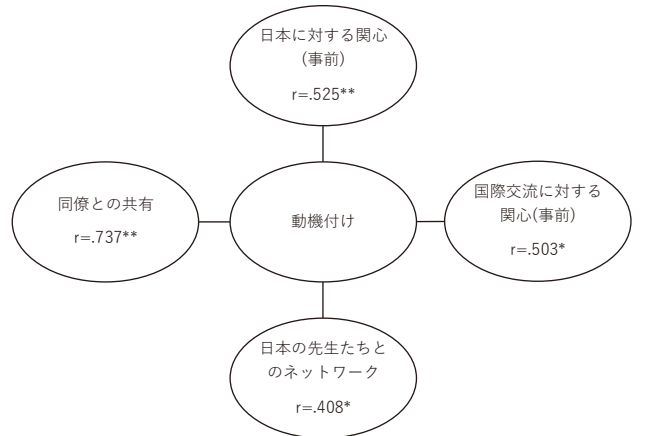 日本に対する関心
(事前)
r=.525**
同僚との共有
r=.737**
動機付け
国際交流に対する
関心(事前)
r=.503*
日本の先生たちと
のネットワーク
r=.408*